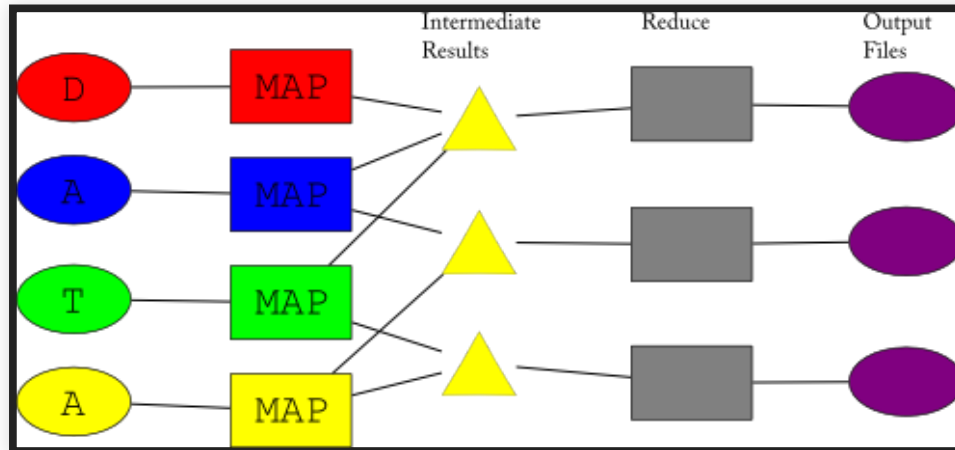 Intermediate
Results
Reduce
Output
Files
D
MAP
A
MAP
T
MAP
A
MAP